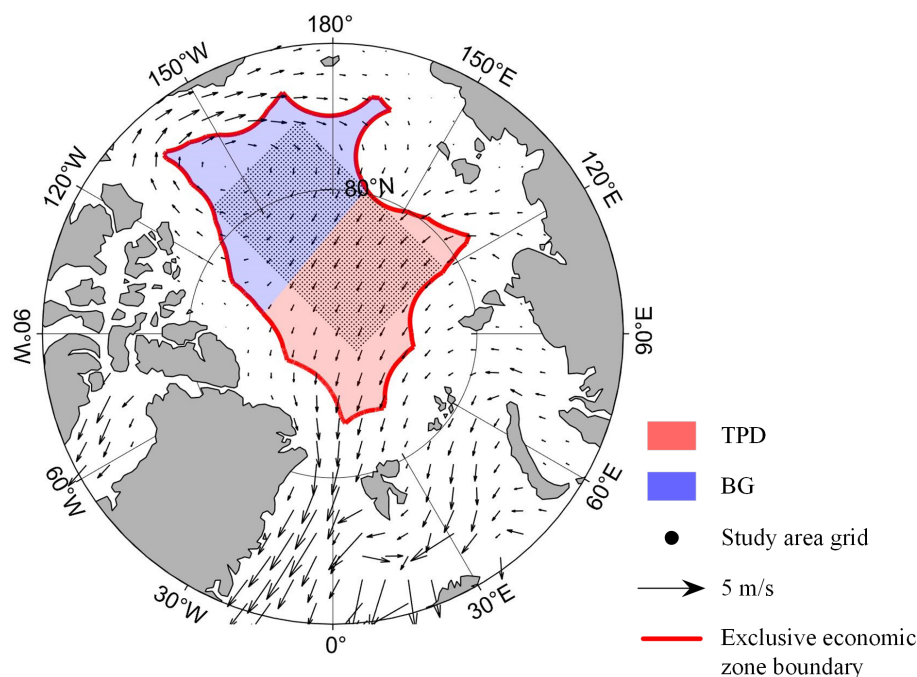 180°
150°W
150°E
120°W
80°N
120°E
90°W
90°E
TPD
BG
60°W
60°E
Study area grid
5 m/s
30°W
30°E
0°
Exclusive economic
zone boundary